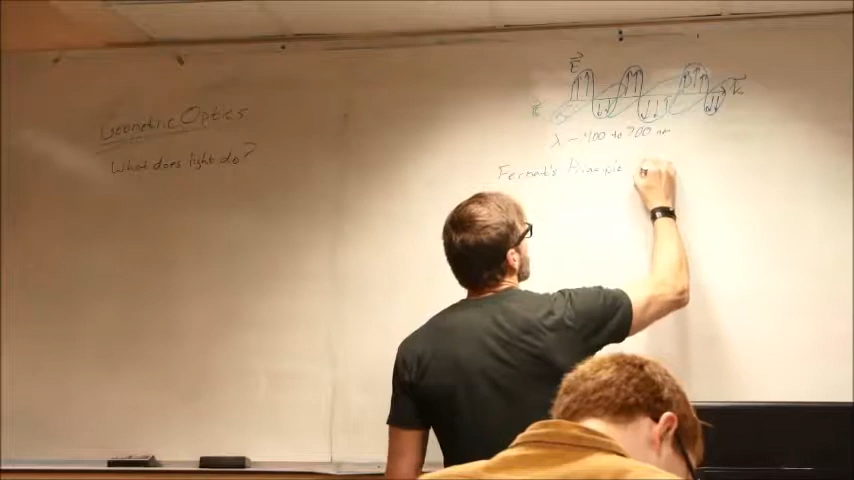 Geometric Optics
What does light do?
E
k
λ ~ 400 to 700 nm
Fermat's Principle